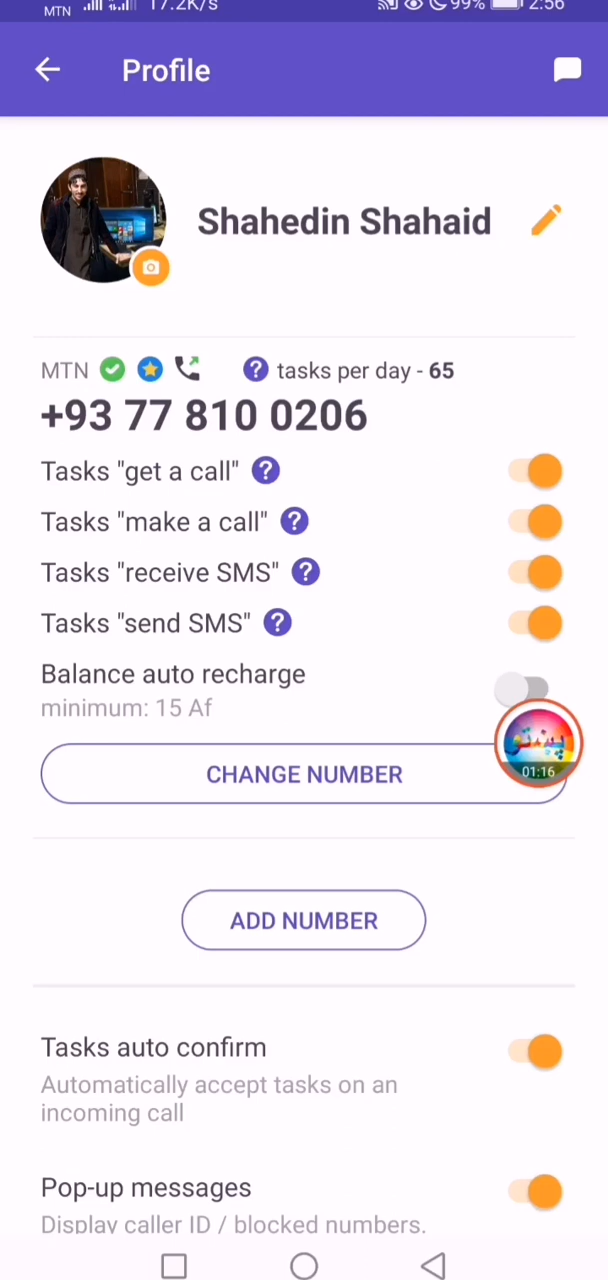 MTN 17.2K/s 99% 2:56
Profile
Shahedin Shahaid
MTN ? tasks per day - 65
+93 77 810 0206
Tasks "get a call" ?
Tasks "make a call" ?
Tasks "receive SMS" ?
Tasks "send SMS" ?
Balance auto recharge
minimum: 15 Af
پښتو
01:16
CHANGE NUMBER
ADD NUMBER
Tasks auto confirm
Automatically accept tasks on an
incoming call
Pop-up messages
Display caller ID / blocked numbers.